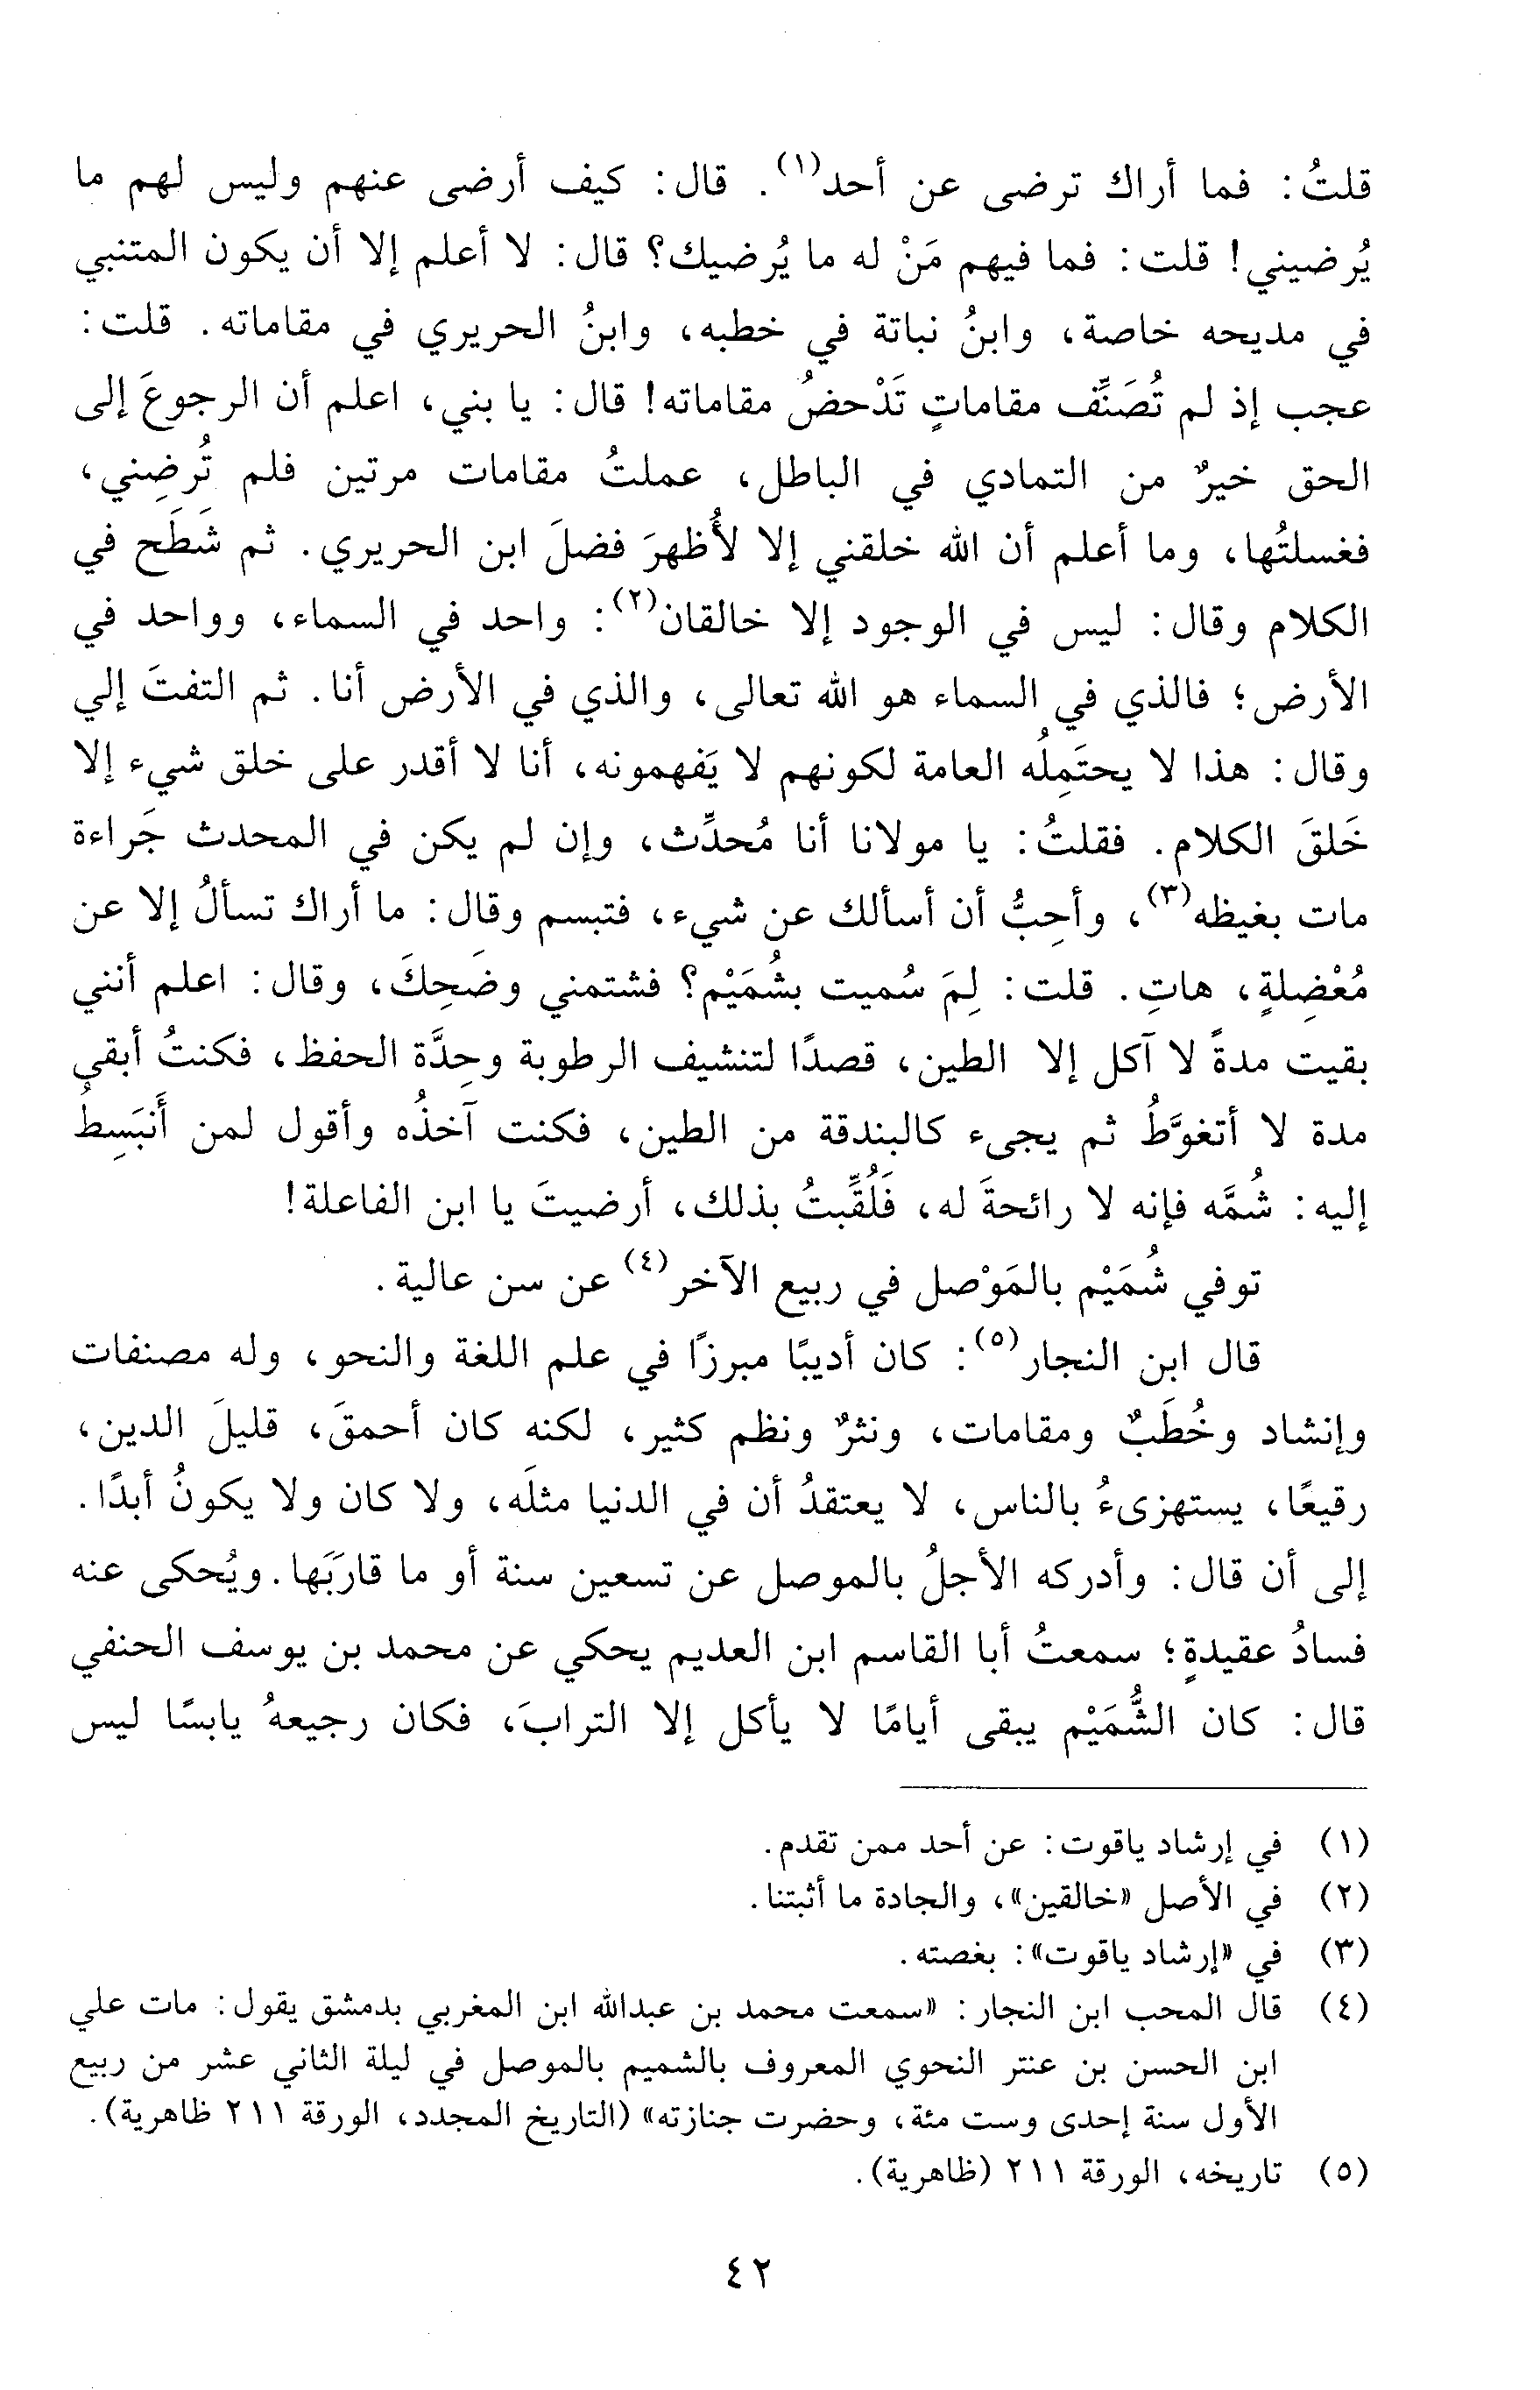 قلتُ: فما أراك ترضى عن أحد(١). قال: كيف أرضى عنهم وليس لهم ما
يُرضيني! قلت: فما فيهم مَنْ له ما يُرضيك؟ قال: لا أعلم إلا أن يكون المتنبي
في مديحه خاصة، وابنُ نباتة في خطبه، وابنُ الحريري في مقاماته. قلت:
عجب إذ لم تُصَنِّف مقاماتٍ تَدْحضُ مقاماته! قال: يا بني، اعلم أن الرجوعَ إلى
الحق خيرٌ من التمادي في الباطل، عملتُ مقامات مرتين فلم تُرضِني،
فغسلتُها، وما أعلم أن الله خلقني إلا لأُظهرَ فضلَ ابن الحريري. ثم شَطَح في
الكلام وقال: ليس في الوجود إلا خالقان(٢): واحد في السماء، وواحد في
الأرض؛ فالذي في السماء هو الله تعالى، والذي في الأرض أنا. ثم التفتَ إلي
وقال: هذا لا يحتَمِلُه العامة لكونهم لا يَفهمونه، أنا لا أقدر على خلق شيء إلا
خَلقَ الكلام. فقلتُ: يا مولانا أنا مُحدِّث، وإن لم يكن في المحدث جَراءة
مات بغيظه(٣)، وأحِبُّ أن أسألك عن شيء، فتبسم وقال: ما أراك تسألُ إلا عن
مُعْضِلةٍ، هاتِ. قلت: لِمَ سُميت بشُمَيْم؟ فشتمني وضَحِكَ، وقال: اعلم أنني
بقيت مدةً لا آكل إلا الطين، قصدًا لتنشيف الرطوبة وحِدَّة الحفظ، فكنتُ أبقى
مدة لا أتغوَّطُ ثم يجيء كالبندقة من الطين، فكنت آخذُه وأقول لمن أَنبَسِطُ
إليه: شُمَّه فإنه لا رائحةَ له، فَلُقِّبتُ بذلك، أرضيتَ يا ابن الفاعلة!
توفي شُمَيْم بالمَوْصل في ربيع الآخر(٤) عن سن عالية.
قال ابن النجار(٥): كان أديبًا مبرزًا في علم اللغة والنحو، وله مصنفات
وإنشاد وخُطَبٌ ومقامات، ونثرٌ ونظم كثير، لكنه كان أحمقَ، قليلَ الدين،
رقيعًا، يستهزىءُ بالناس، لا يعتقدُ أن في الدنيا مثلَه، ولا كان ولا يكونُ أبدًا.
إلى أن قال: وأدركه الأجلُ بالموصل عن تسعين سنة أو ما قارَبَها. ويُحكى عنه
فسادُ عقيدةٍ؛ سمعتُ أبا القاسم ابن العديم يحكي عن محمد بن يوسف الحنفي
قال: كان الشُّمَيْم يبقى أيامًا لا يأكل إلا الترابَ، فكان رجيعهُ يابسًا ليس
(١) في إرشاد ياقوت: عن أحد ممن تقدم.
(٢) في الأصل «خالقين»، والجادة ما أثبتنا.
(٣) في «إرشاد ياقوت»: بغصته.
(٤) قال المحب ابن النجار: «سمعت محمد بن عبدالله ابن المغربي بدمشق يقول: مات علي
ابن الحسن بن عنتر النحوي المعروف بالشميم بالموصل في ليلة الثاني عشر من ربيع
الأول سنة إحدى وست مئة، وحضرت جنازته» (التاريخ المجدد، الورقة ٢١١ ظاهرية).
(٥) تاريخه، الورقة ٢١١ (ظاهرية).
٤٢